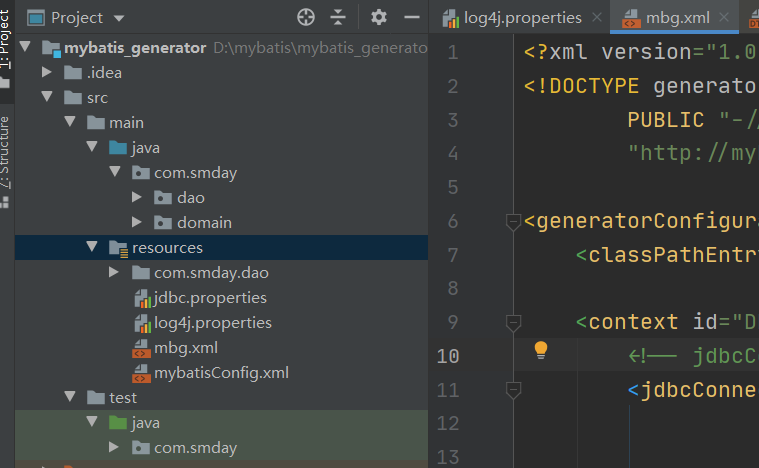 1: Project
7: Structure
Project
mybatis_generator D:\mybatis\mybatis_generato
.idea
src
main
java
com.smday
dao
domain
resources
com.smday.dao
jdbc.properties
log4j.properties
mbg.xml
mybatisConfig.xml
test
java
com.smday
log4j.properties
mbg.xml
1 <?xml version="1.0
2 <!DOCTYPE generato
3 PUBLIC "-//
4 "http://my
5
6 <generatorConfigura
7 <classPathEntr
8
9 <context id="D
10 <!-- jdbcC
11 <jdbcConne
12
13